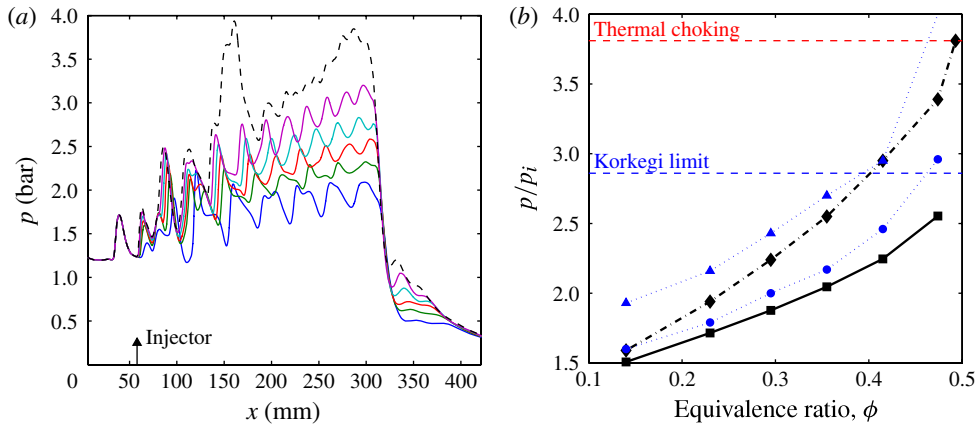 (a)
4.0
3.5
3.0
2.5
2.0
1.5
1.0
0.5
0
p (bar)
Injector
50 100 150 200 250 300 350 400
x (mm)
(b)
4.0
3.5
3.0
2.5
2.0
1.5
p/pᵢ
Thermal choking
Korkegi limit
0.1 0.2 0.3 0.4 0.5
Equivalence ratio, ϕ